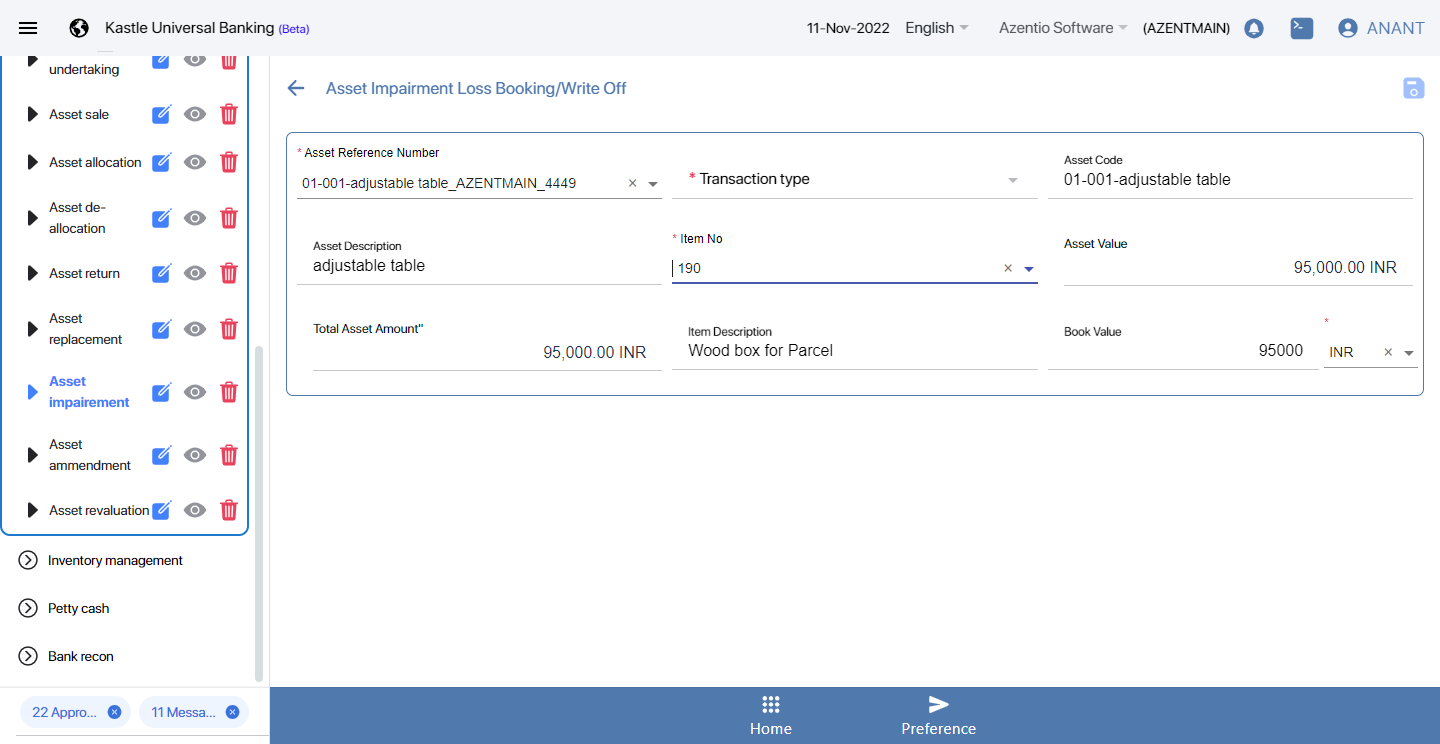 Kastle Universal Banking (Beta)
11-Nov-2022 English Azentio Software (AZENTMAIN) ANANT
undertaking
Asset sale
Asset allocation
Asset de-
allocation
Asset return
Asset
replacement
Asset
impairement
Asset
ammendment
Asset revaluation
Inventory management
Petty cash
Bank recon
22 Appro...
11 Messa...
Asset Impairment Loss Booking/Write Off
* Asset Reference Number
01-001-adjustable table_AZENTMAIN_4449
* Transaction type
Asset Code
01-001-adjustable table
Asset Description
adjustable table
* Item No
190
Asset Value
95,000.00 INR
Total Asset Amount"
95,000.00 INR
Item Description
Wood box for Parcel
Book Value
95000
*
INR
Home
Preference